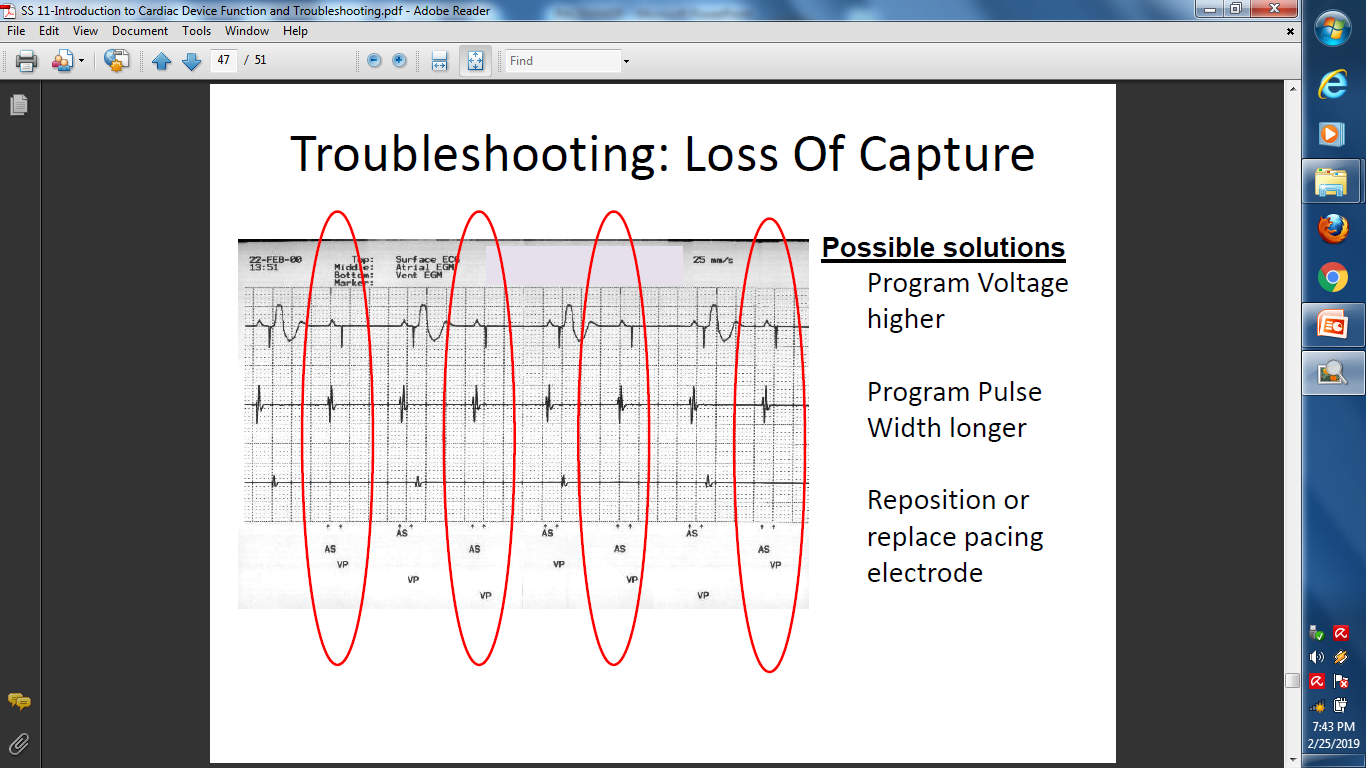 SS 11-Introduction to Cardiac Device Function and Troubleshooting.pdf - Adobe Reader
File Edit View Document Tools Window Help
47 / 51
Find
Troubleshooting: Loss Of Capture
22-FEB-00
13:51
Top: Surface ECG
Middle: Atrial EGM
Bottom: Vent EGM
Marker:
25 mm/s
AS AS AS AS AS AS AS
VP VP VP VP VP VP VP
Possible solutions
Program Voltage
higher
Program Pulse
Width longer
Reposition or
replace pacing
electrode
7:43 PM
2/25/2019